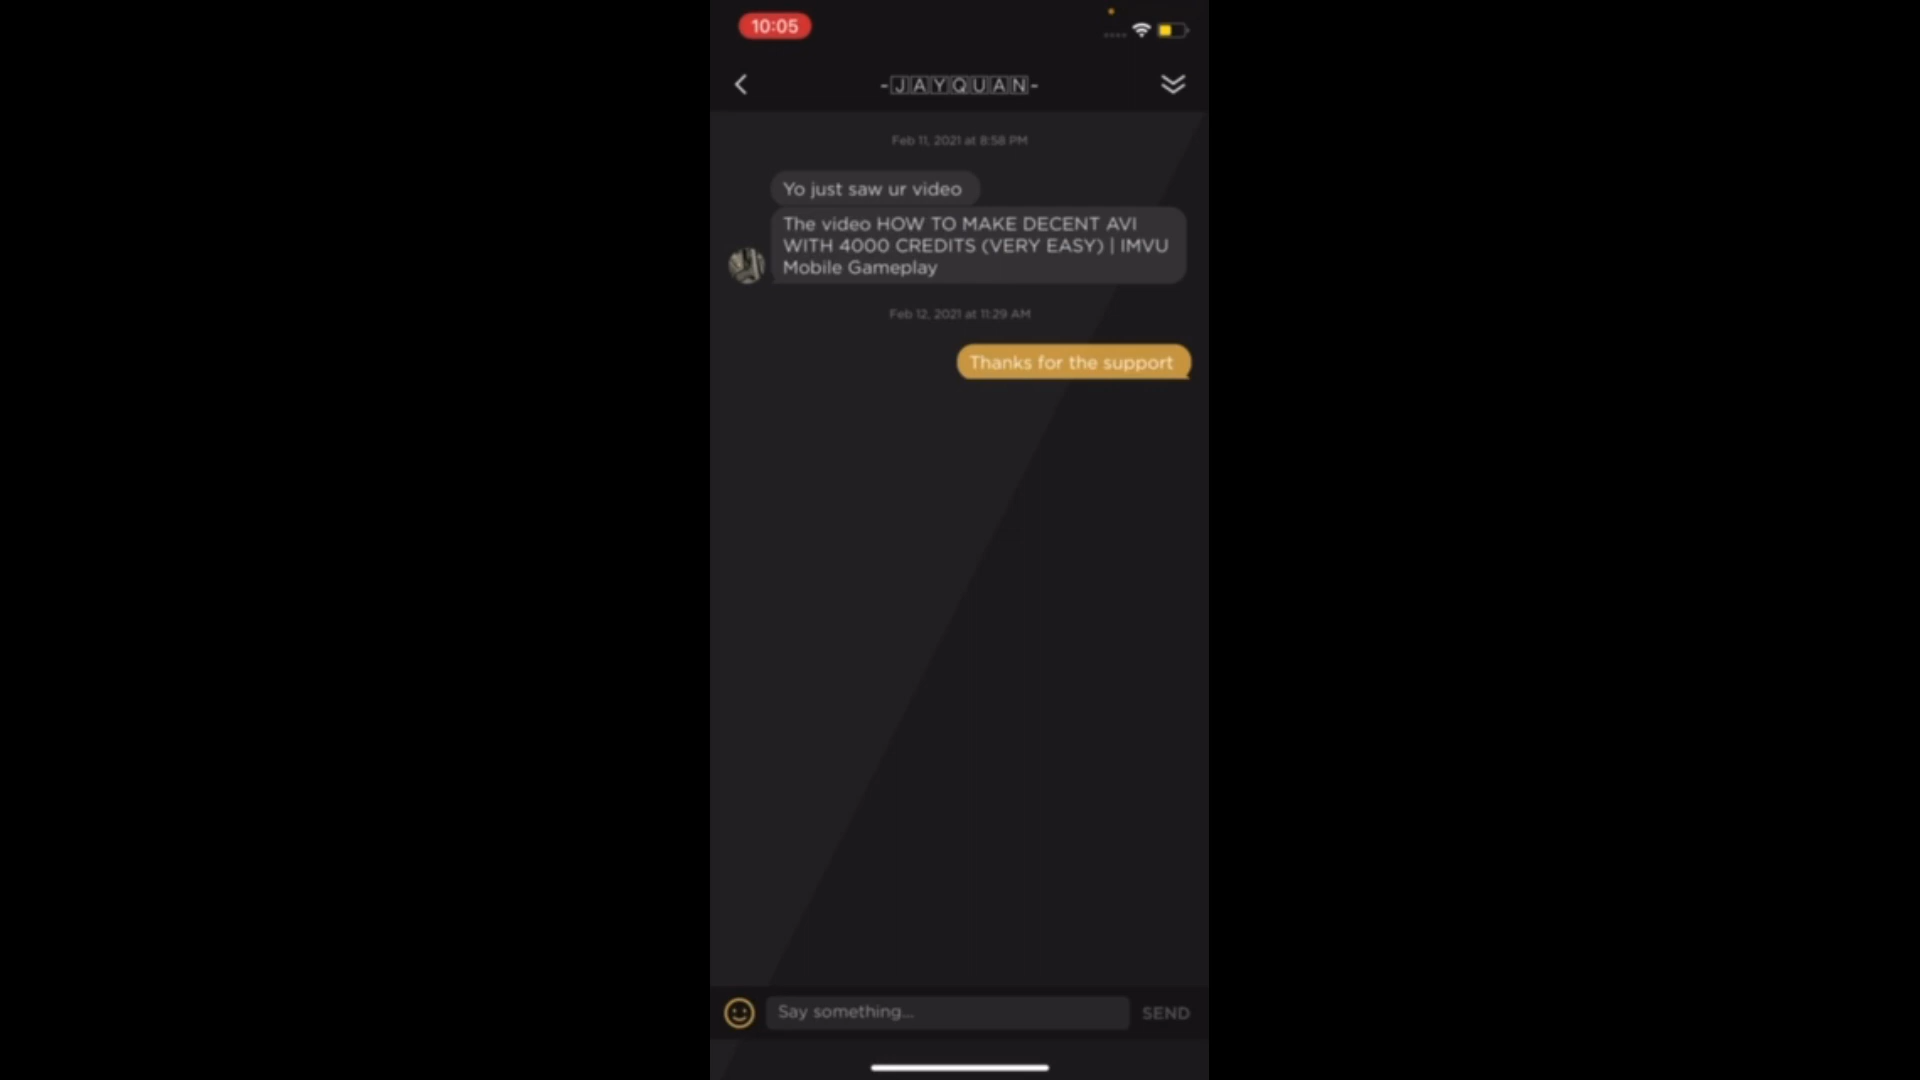 10:05
-JAYQUAN-
Feb 11, 2021 at 8:58 PM
Yo just saw ur video
The video HOW TO MAKE DECENT AVI
WITH 4000 CREDITS (VERY EASY) | IMVU
Mobile Gameplay
Feb 12, 2021 at 11:29 AM
Thanks for the support
Say something...
SEND